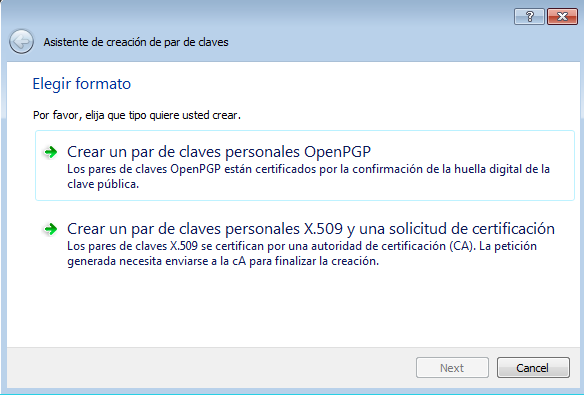 Asistente de creación de par de claves
Elegir formato
Por favor, elija que tipo quiere usted crear.
Crear un par de claves personales OpenPGP
Los pares de claves OpenPGP están certificados por la confirmación de la huella digital de la
clave pública.
Crear un par de claves personales X.509 y una solicitud de certificación
Los pares de claves X.509 se certifican por una autoridad de certificación (CA). La petición
generada necesita enviarse a la cA para finalizar la creación.
Next
Cancel